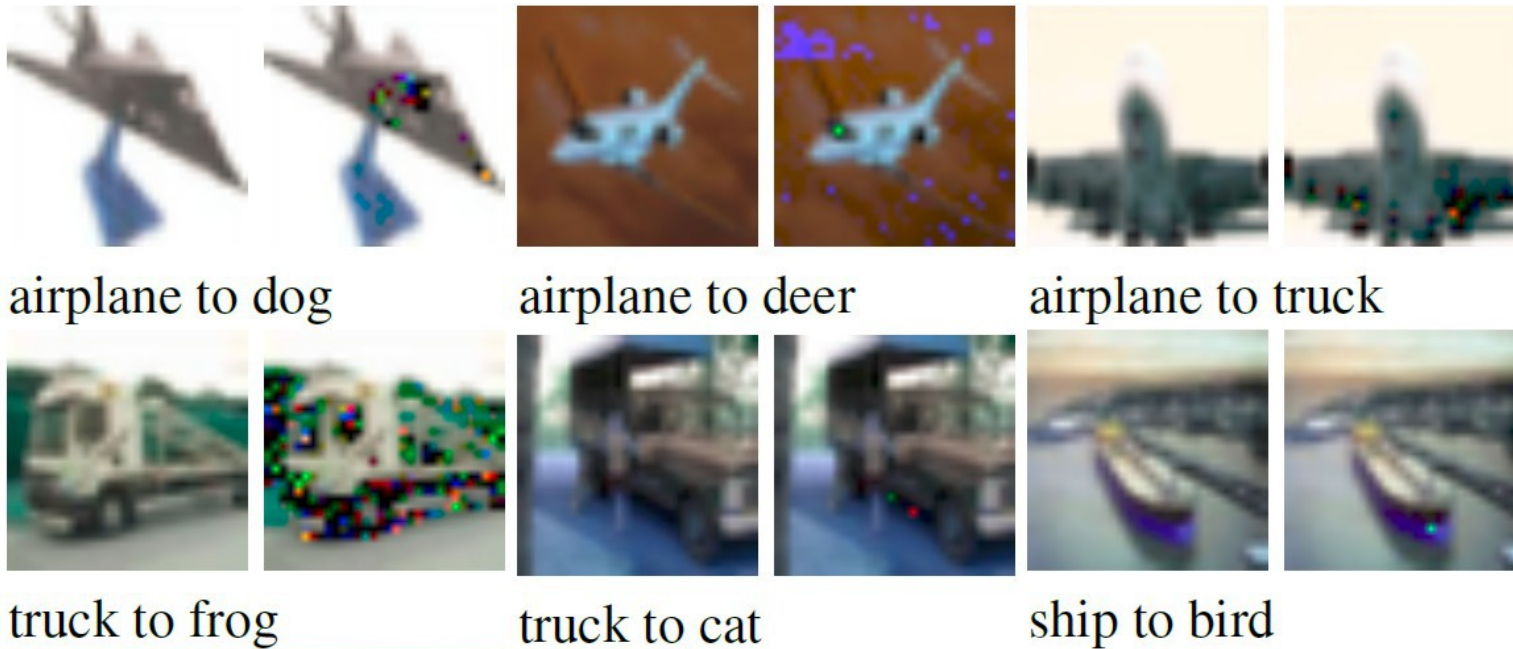 airplane to dog
airplane to deer
airplane to truck
truck to frog
truck to cat
ship to bird